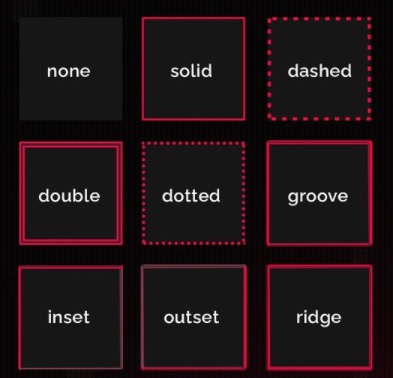 none
solid
dashed
double
dotted
groove
inset
outset
ridge